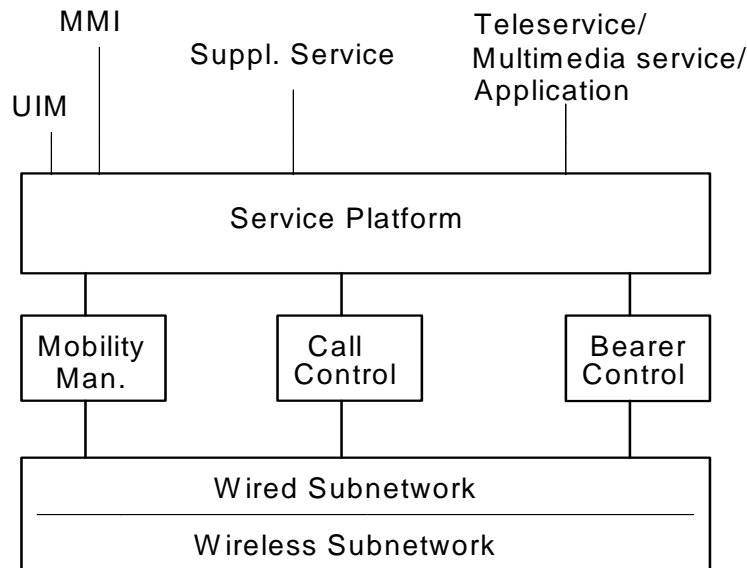 MMI
Suppl. Service
Teleservice/
Multimedia service/
Application
UIM
Service Platform
Mobility
Man.
Call
Control
Bearer
Control
Wired Subnetwork
Wireless Subnetwork